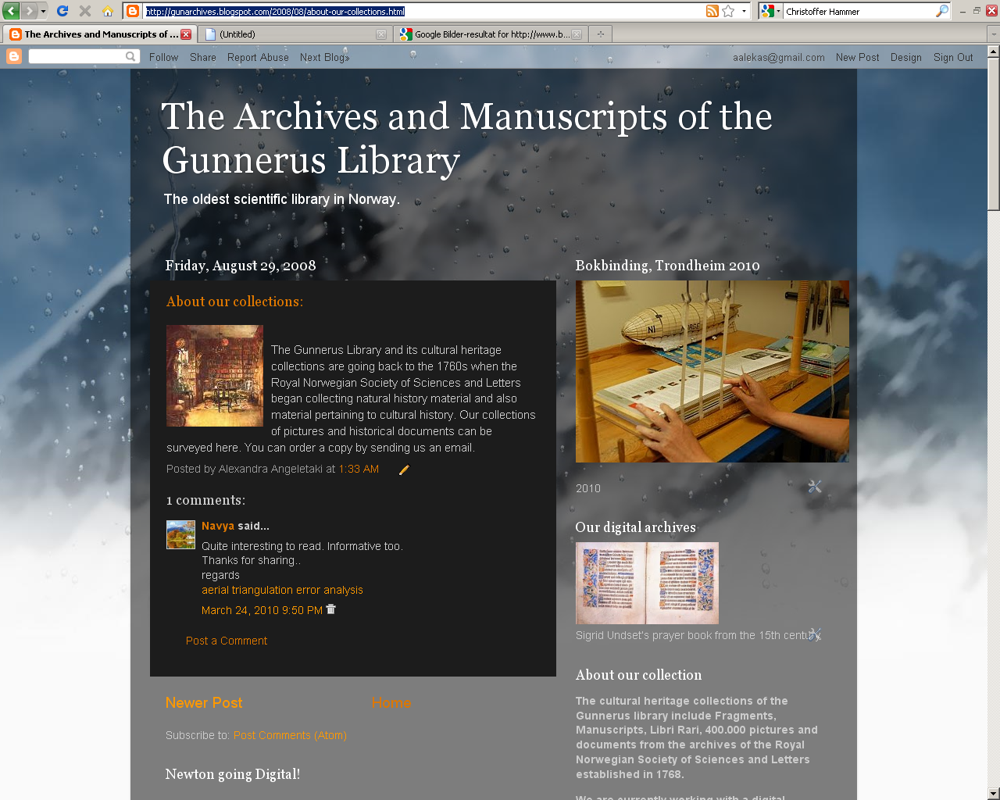 http://gunarchives.blogspot.com/2008/08/about-our-collections.html
Christoffer Hammer
The Archives and Manuscripts of ...
(Untitled)
Google Bilder-resultat for http://www.b...
Follow Share Report Abuse Next Blog»
aalekas@gmail.com New Post Design Sign Out
The Archives and Manuscripts of the
Gunnerus Library
The oldest scientific library in Norway.
Friday, August 29, 2008
About our collections:
The Gunnerus Library and its cultural heritage
collections are going back to the 1760s when the
Royal Norwegian Society of Sciences and Letters
began collecting natural history material and also
material pertaining to cultural history. Our collections
of pictures and historical documents can be
surveyed here. You can order a copy by sending us an email.
Posted by Alexandra Angeletaki at 1:33 AM
1 comments:
Navya said...
Quite interesting to read. Informative too.
Thanks for sharing..
regards
aerial triangulation error analysis
March 24, 2010 9:50 PM
Post a Comment
Newer Post
Home
Subscribe to: Post Comments (Atom)
Newton going Digital!
Bokbinding, Trondheim 2010
2010
Our digital archives
Sigrid Undset's prayer book from the 15th century.
About our collection
The cultural heritage collections of the
Gunnerus library include Fragments,
Manuscripts, Libri Rari, 400.000 pictures and
documents from the archives of the Royal
Norwegian Society of Sciences and Letters
established in 1768.
We are currently working with a digital